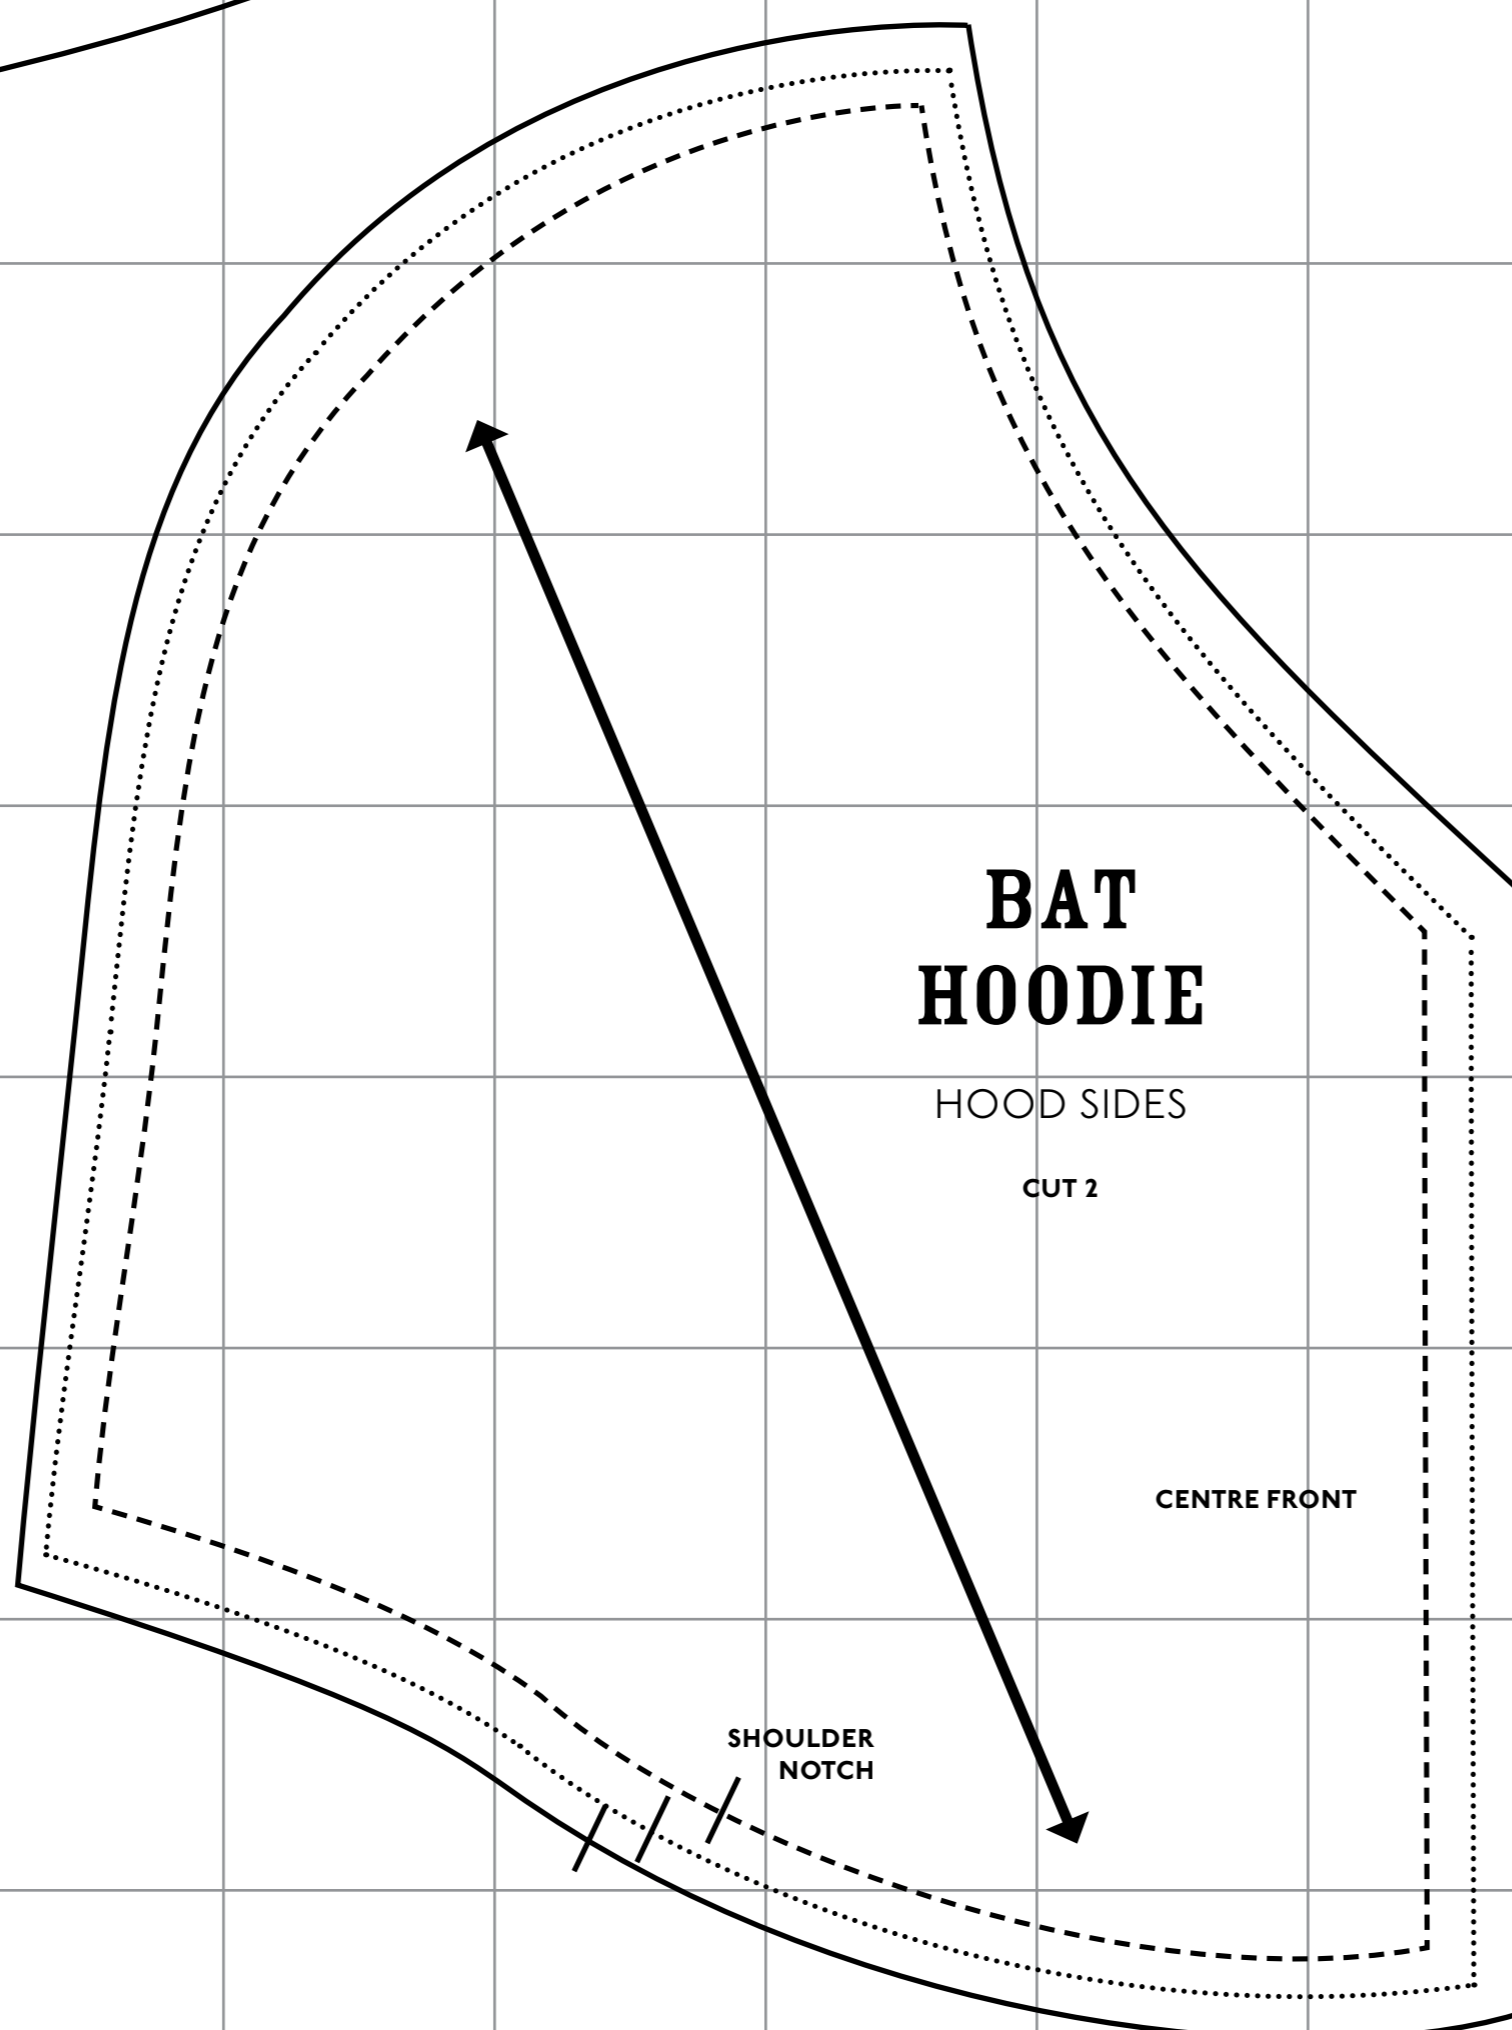 BAT
HOODIE
HOOD SIDES
CUT 2
CENTRE FRONT
SHOULDER
NOTCH